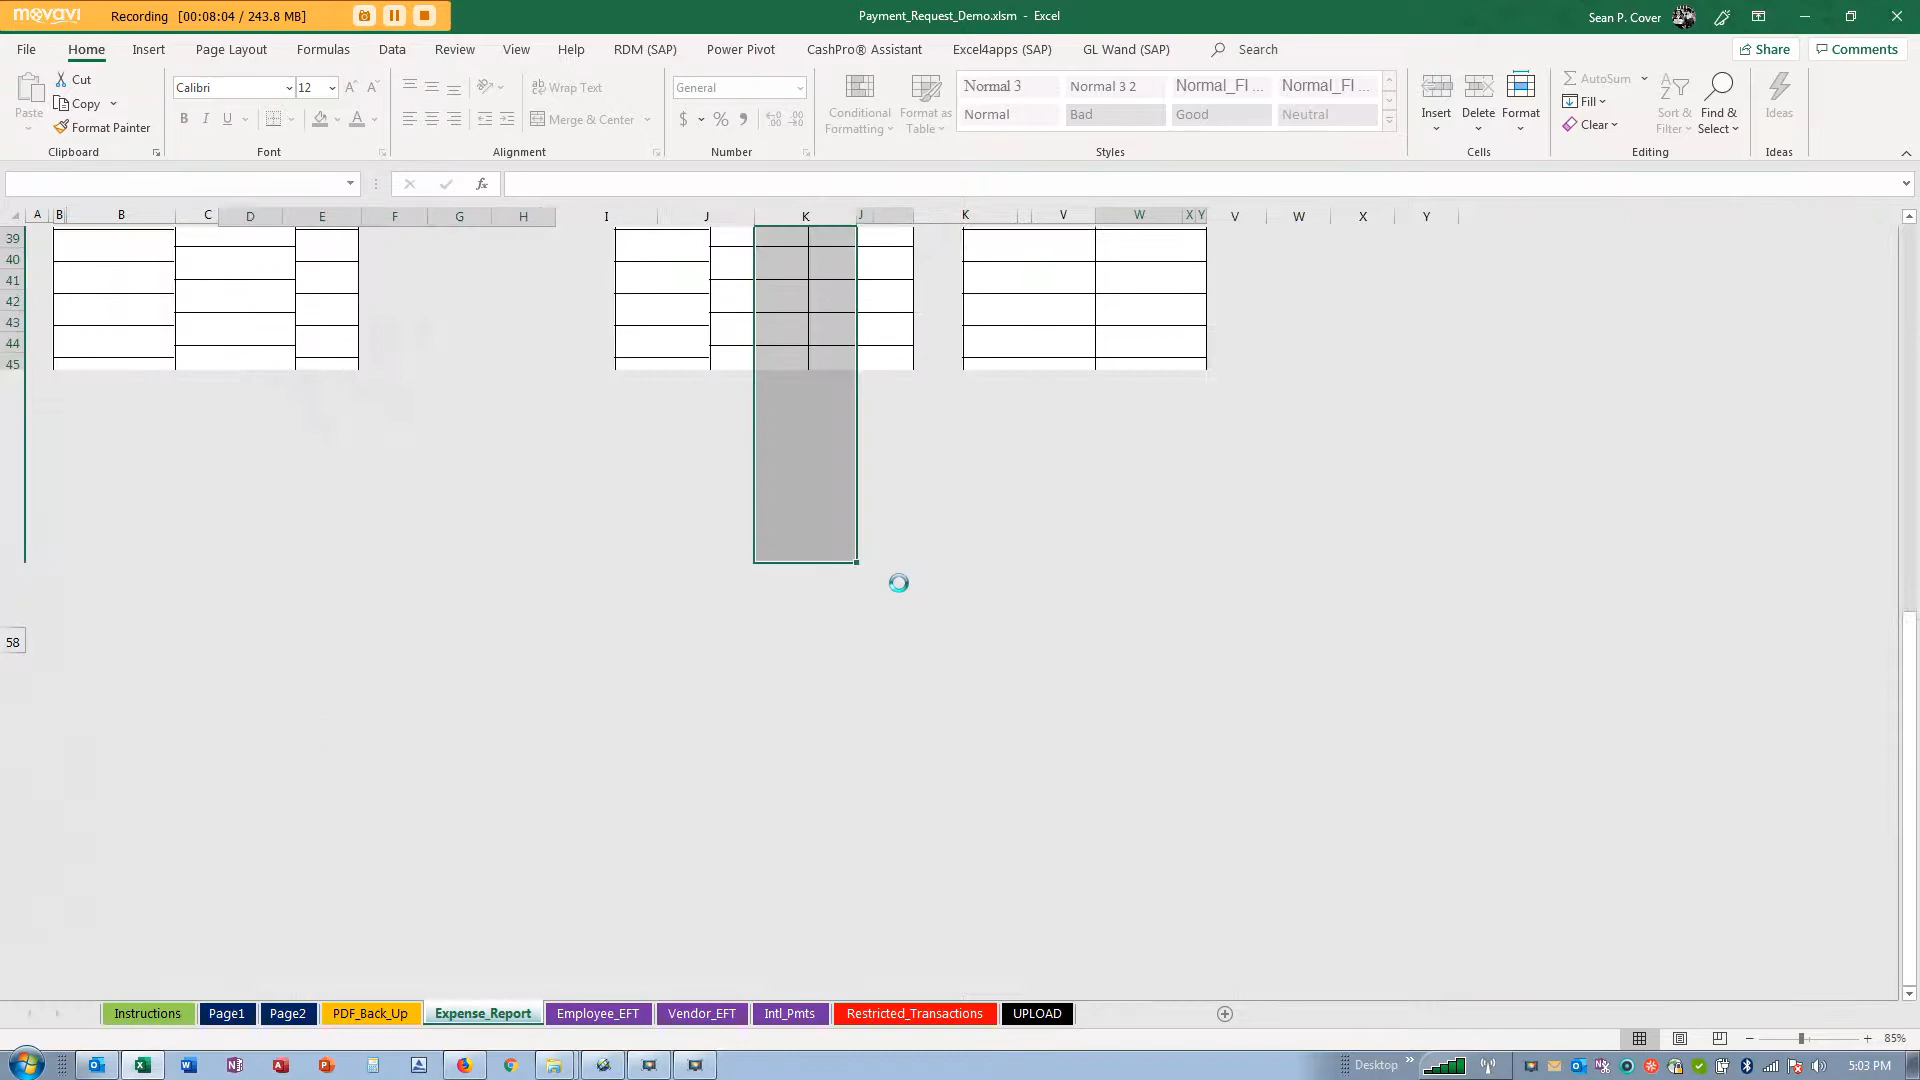 movavi Recording [00:08:04 / 243.8 MB] Payment_Request_Demo.xlsm - Excel Sean P. Cover
File Home Insert Page Layout Formulas Data Review View Help RDM (SAP) Power Pivot CashPro® Assistant Excel4apps (SAP) GL Wand (SAP) Search Share Comments
Paste
Cut
Copy
Format Painter
Clipboard
Calibri 12
B I U A
Font
ab Wrap Text
Merge & Center
Alignment
General
$ % ,
Number
Conditional Formatting
Format as Table
Normal 3 Normal 3 2 Normal_FI ... Normal_FI ...
Normal Bad Good Neutral
Styles
Insert Delete Format
Cells
AutoSum
Fill
Clear
Sort & Filter
Find & Select
Editing
Ideas
Ideas
fx
A B B C D E F G H I J K J K V W X Y V W X Y
39
40
41
42
43
44
45
58
Instructions Page1 Page2 PDF_Back_Up Expense_Report Employee_EFT Vendor_EFT Intl_Pmts Restricted_Transactions UPLOAD
85%
Desktop 5:03 PM